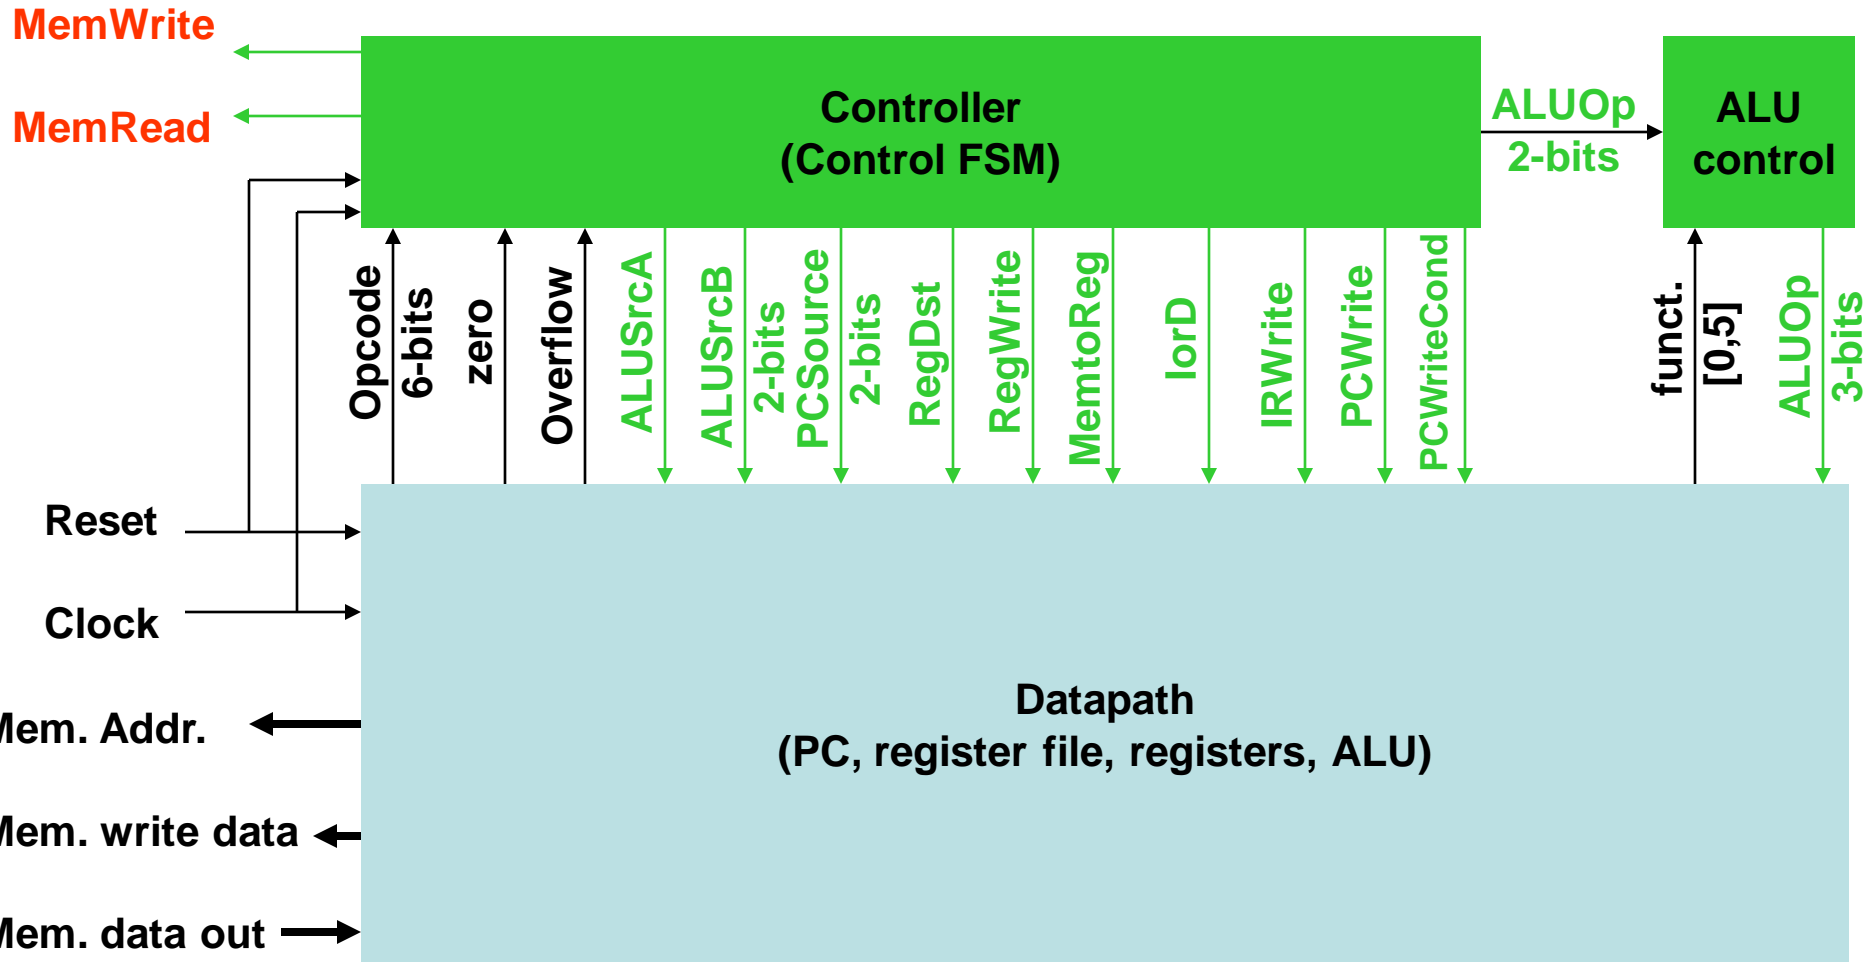 MemWrite
MemRead
Controller
(Control FSM)
ALUOp
2-bits
ALU
control
Opcode
6-bits
zero
Overflow
ALUSrcA
ALUSrcB
2-bits
PCSource
2-bits
RegDst
RegWrite
MemtoReg
IorD
IRWrite
PCWrite
PCWriteCond
funct.
[0,5]
ALUOp
3-bits
Reset
Clock
Mem. Addr.
Mem. write data
Mem. data out
Datapath
(PC, register file, registers, ALU)